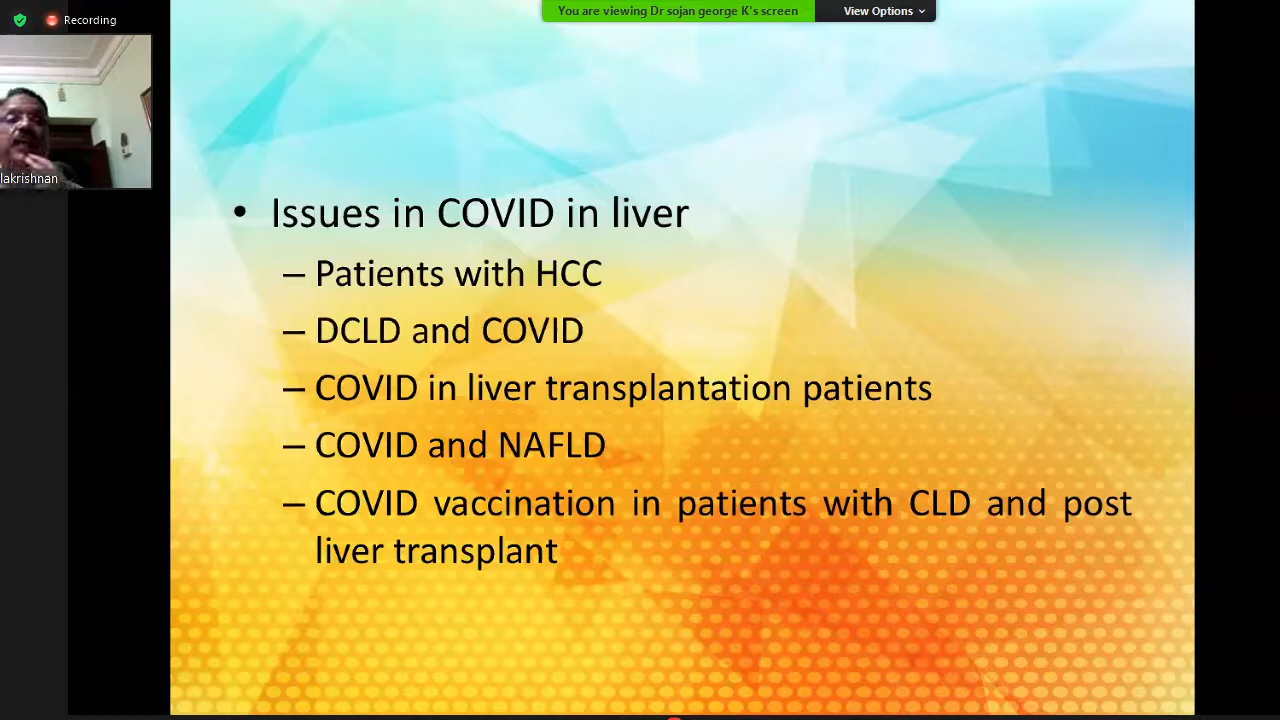 Recording
You are viewing Dr sojan george K's screen
View Options
lakrishnan
• Issues in COVID in liver
– Patients with HCC
– DCLD and COVID
– COVID in liver transplantation patients
– COVID and NAFLD
– COVID vaccination in patients with CLD and post
liver transplant